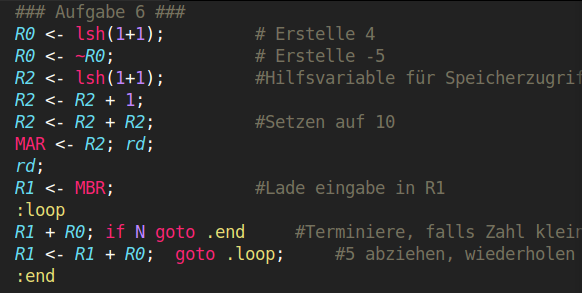 ### Aufgabe 6 ###
R0 <- lsh(1+1); # Erstelle 4
R0 <- ~R0; # Erstelle -5
R2 <- lsh(1+1); #Hilfsvariable für
R2 <- R2 + 1;
R2 <- R2 + R2; #Setzen auf 10
MAR <- R2; rd;
rd;
R1 <- MBR; #Lade eingabe in R1
:loop
R1 + R0; if N goto .end #Terminiere, falls Zahl
R1 <- R1 + R0; goto .loop; #5 abziehen, wiederholen
:end